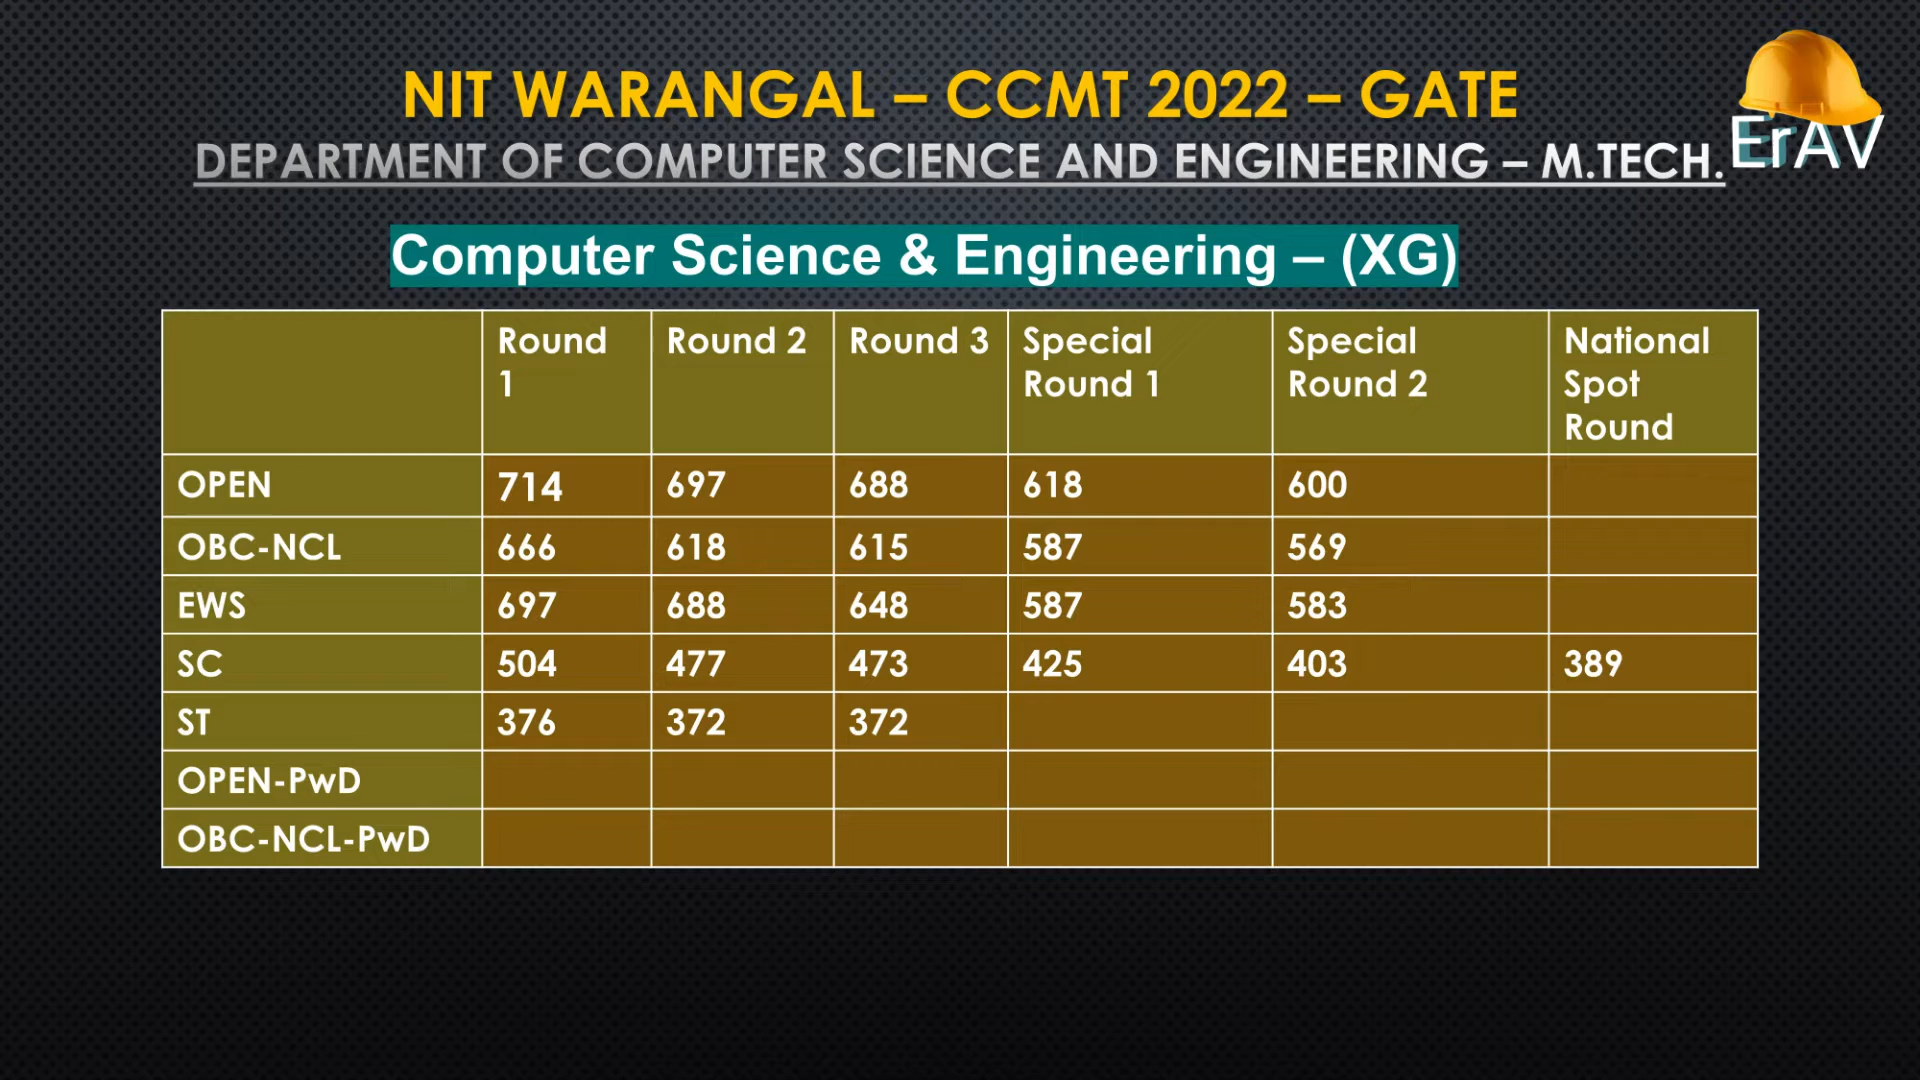 NIT WARANGAL – CCMT 2022 – GATE
DEPARTMENT OF COMPUTER SCIENCE AND ENGINEERING – M.TECH.
ErAV
Computer Science & Engineering – (XG)
Round 1 Round 2 Round 3 Special Round 1 Special Round 2 National Spot Round
OPEN 714 697 688 618 600
OBC-NCL 666 618 615 587 569
EWS 697 688 648 587 583
SC 504 477 473 425 403 389
ST 376 372 372
OPEN-PwD
OBC-NCL-PwD